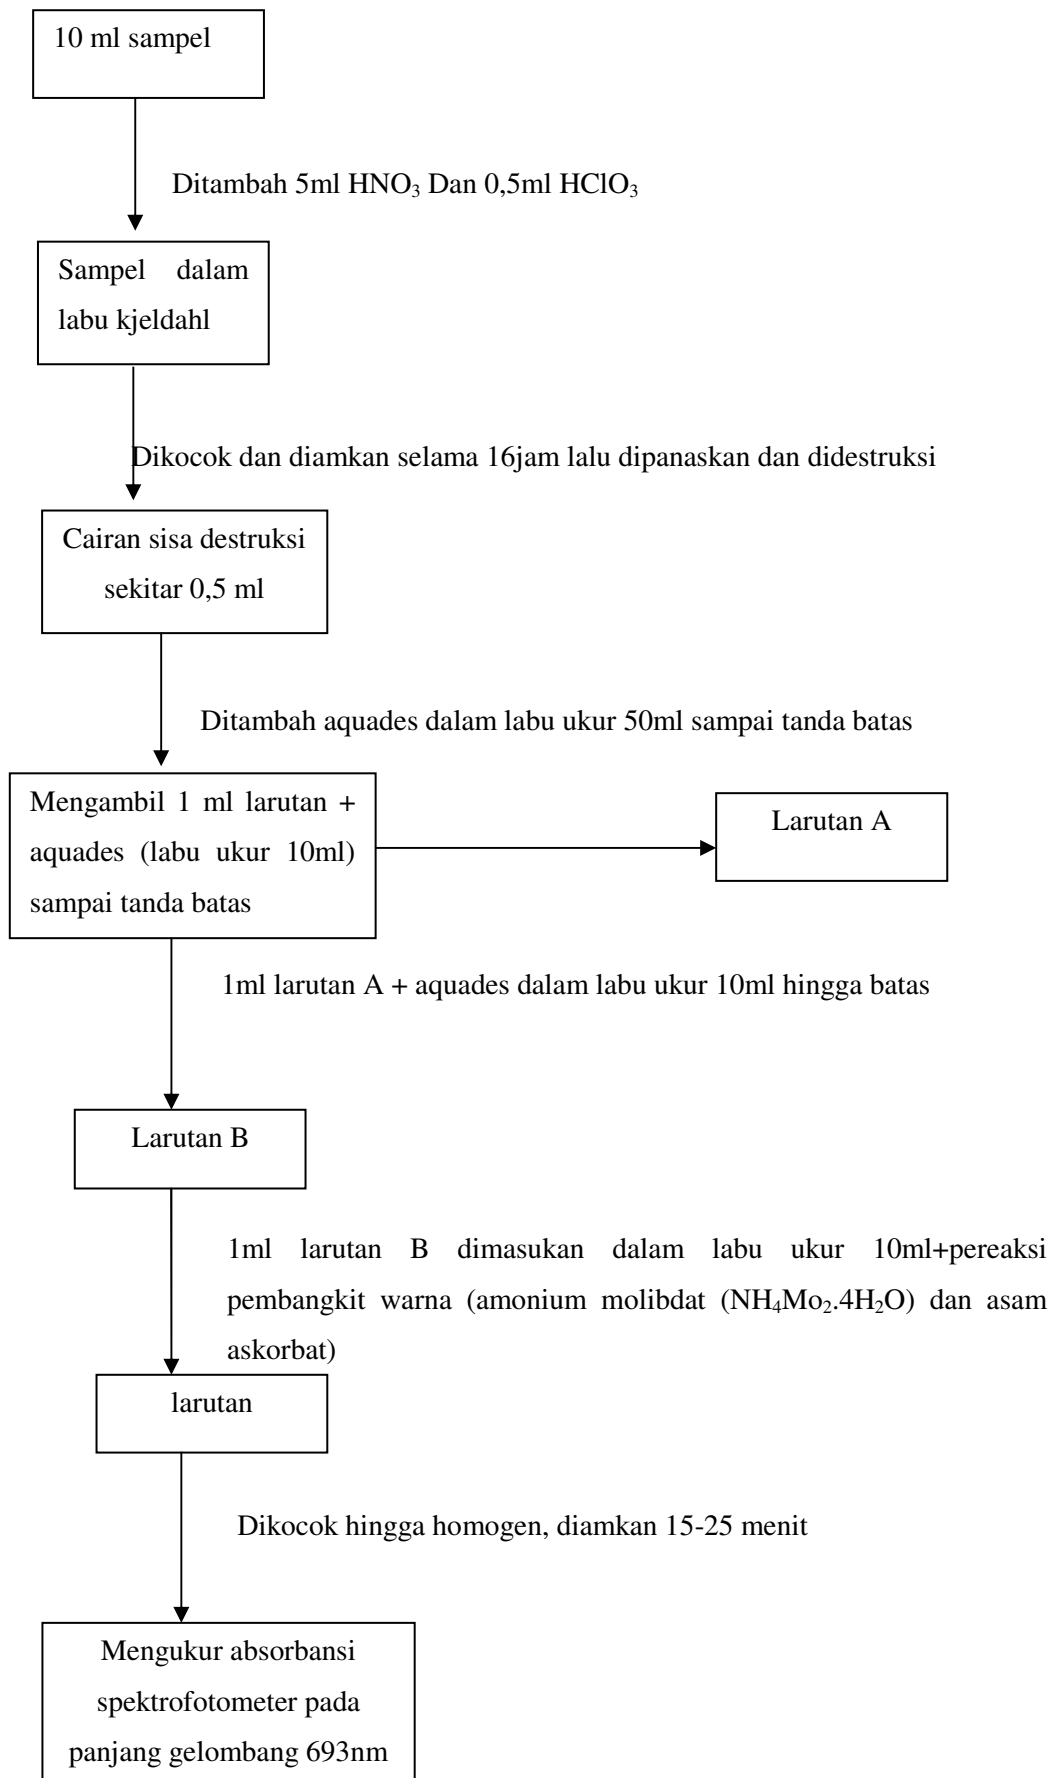 10 ml sampel
Ditambah 5ml HNO₃ Dan 0,5ml HClO₃
Sampel dalam
labu kjeldahl
Dikocok dan diamkan selama 16jam lalu dipanaskan dan didestruksi
Cairan sisa destruksi
sekitar 0,5 ml
Ditambah aquades dalam labu ukur 50ml sampai tanda batas
Mengambil 1 ml larutan +
aquades (labu ukur 10ml)
sampai tanda batas
Larutan A
1ml larutan A + aquades dalam labu ukur 10ml hingga batas
Larutan B
1ml larutan B dimasukan dalam labu ukur 10ml+pereaksi
pembangkit warna (amonium molibdat (NH₄Mo₂.4H₂O) dan asam
askorbat)
larutan
Dikocok hingga homogen, diamkan 15-25 menit
Mengukur absorbansi
spektrofotometer pada
panjang gelombang 693nm